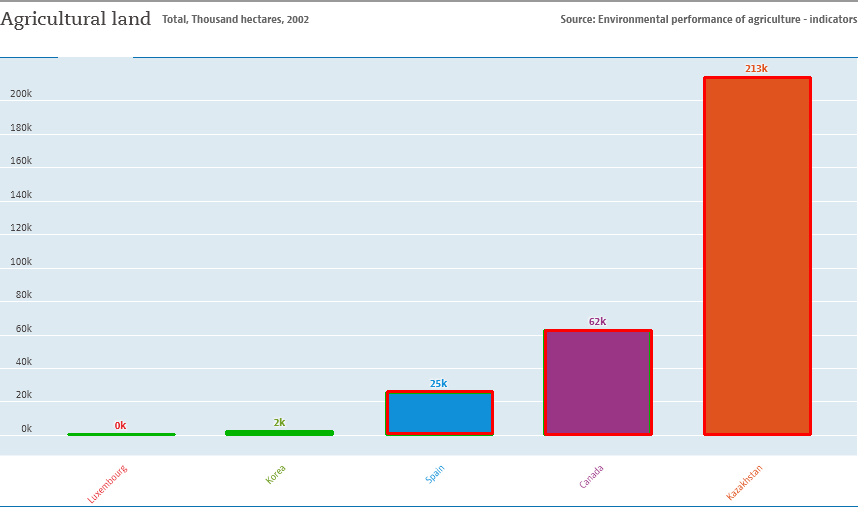 Agricultural land Total, Thousand hectares, 2002 Source: Environmental performance of agriculture - indicators
213k
200k
180k
160k
140k
120k
100k
80k
62k
60k
40k
25k
20k
2k
0k
0k
Luxembourg Korea Spain Canada Kazakhstan